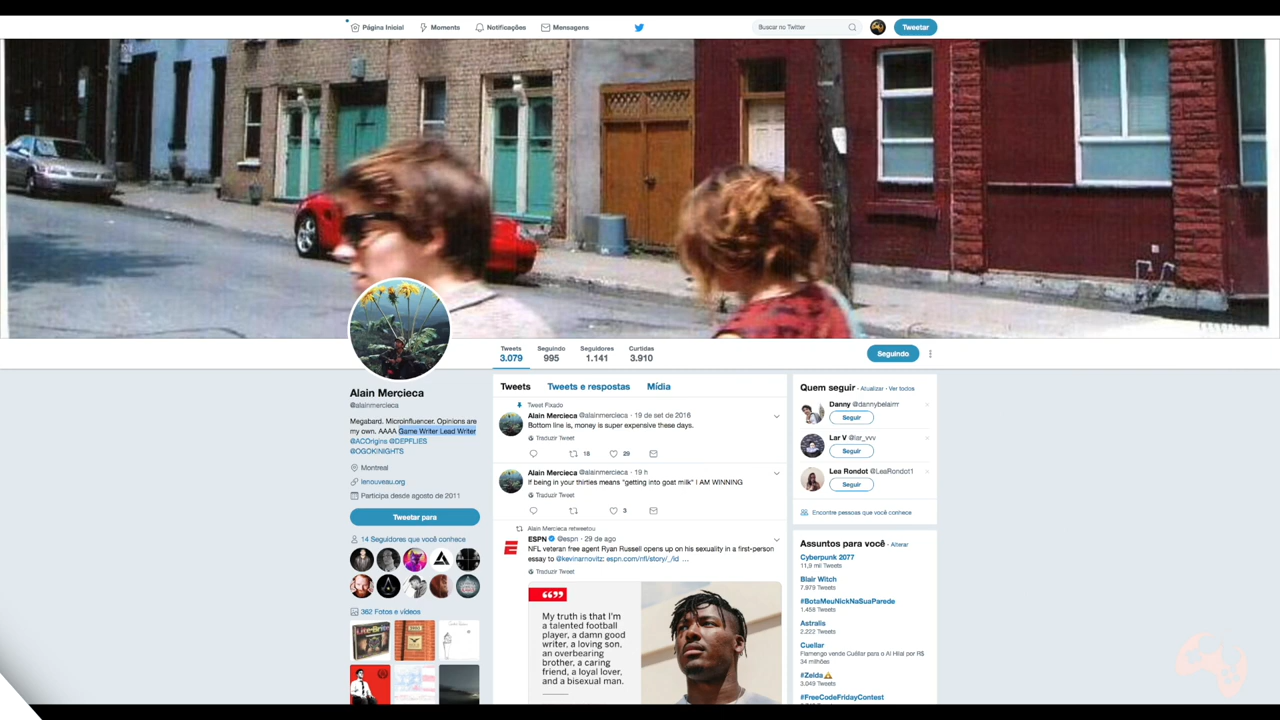 Página Inicial
Moments
Notificações
Mensagens
Buscar no Twitter
Tweetar
Tweets
3.079
Seguindo
995
Seguidores
1.141
Curtidas
3.910
Seguindo
Alain Mercieca
@alainmercieca
Megabard. Microinfluencer. Opinions are
my own. AAAA Game Writer Lead Writer
@ACOrigins @DEPFLIES
@OGOKINIGHTS
Montreal
lenouveau.org
Participa desde agosto de 2011
Tweetar para
14 Seguidores que você conhece
362 Fotos e vídeos
Tweets
Tweets e respostas
Mídia
Tweet Fixado
Alain Mercieca @alainmercieca · 19 de set de 2016
Bottom line is, money is super expensive these days.
Traduzir Tweet
18
29
Alain Mercieca @alainmercieca · 19 h
If being in your thirties means "getting into goat milk" I AM WINNING
Traduzir Tweet
3
Alain Mercieca retweetou
ESPN @espn · 29 de ago
NFL veteran free agent Ryan Russell opens up on his sexuality in a first-person
essay to @kevinarnovitz: espn.com/nfl/story/_/id …
Traduzir Tweet
My truth is that I'm
a talented football
player, a damn good
writer, a loving son,
an overbearing
brother, a caring
friend, a loyal lover,
and a bisexual man.
Quem seguir · Atualizar · Ver todos
Danny @dannybelaim
Seguir
Lar V @lar_vvv
Seguir
Lea Rondot @LeaRondot1
Seguir
Encontre pessoas que você conhece
Assuntos para você · Alterar
Cyberpunk 2077
11,9 mil Tweets
Blair Witch
7.979 Tweets
#BotaMeuNickNaSuaParede
1.458 Tweets
Astralis
2.222 Tweets
Cuellar
Flamengo vende Cuéllar para o Al Hilal por R$
34 milhões
#Zelda
3.049 Tweets
#FreeCodeFridayContest